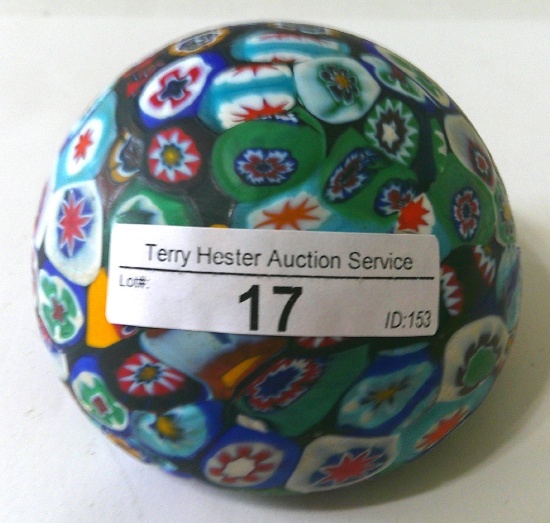 Terry Hester Auction Service
Lot#:
17
ID:153